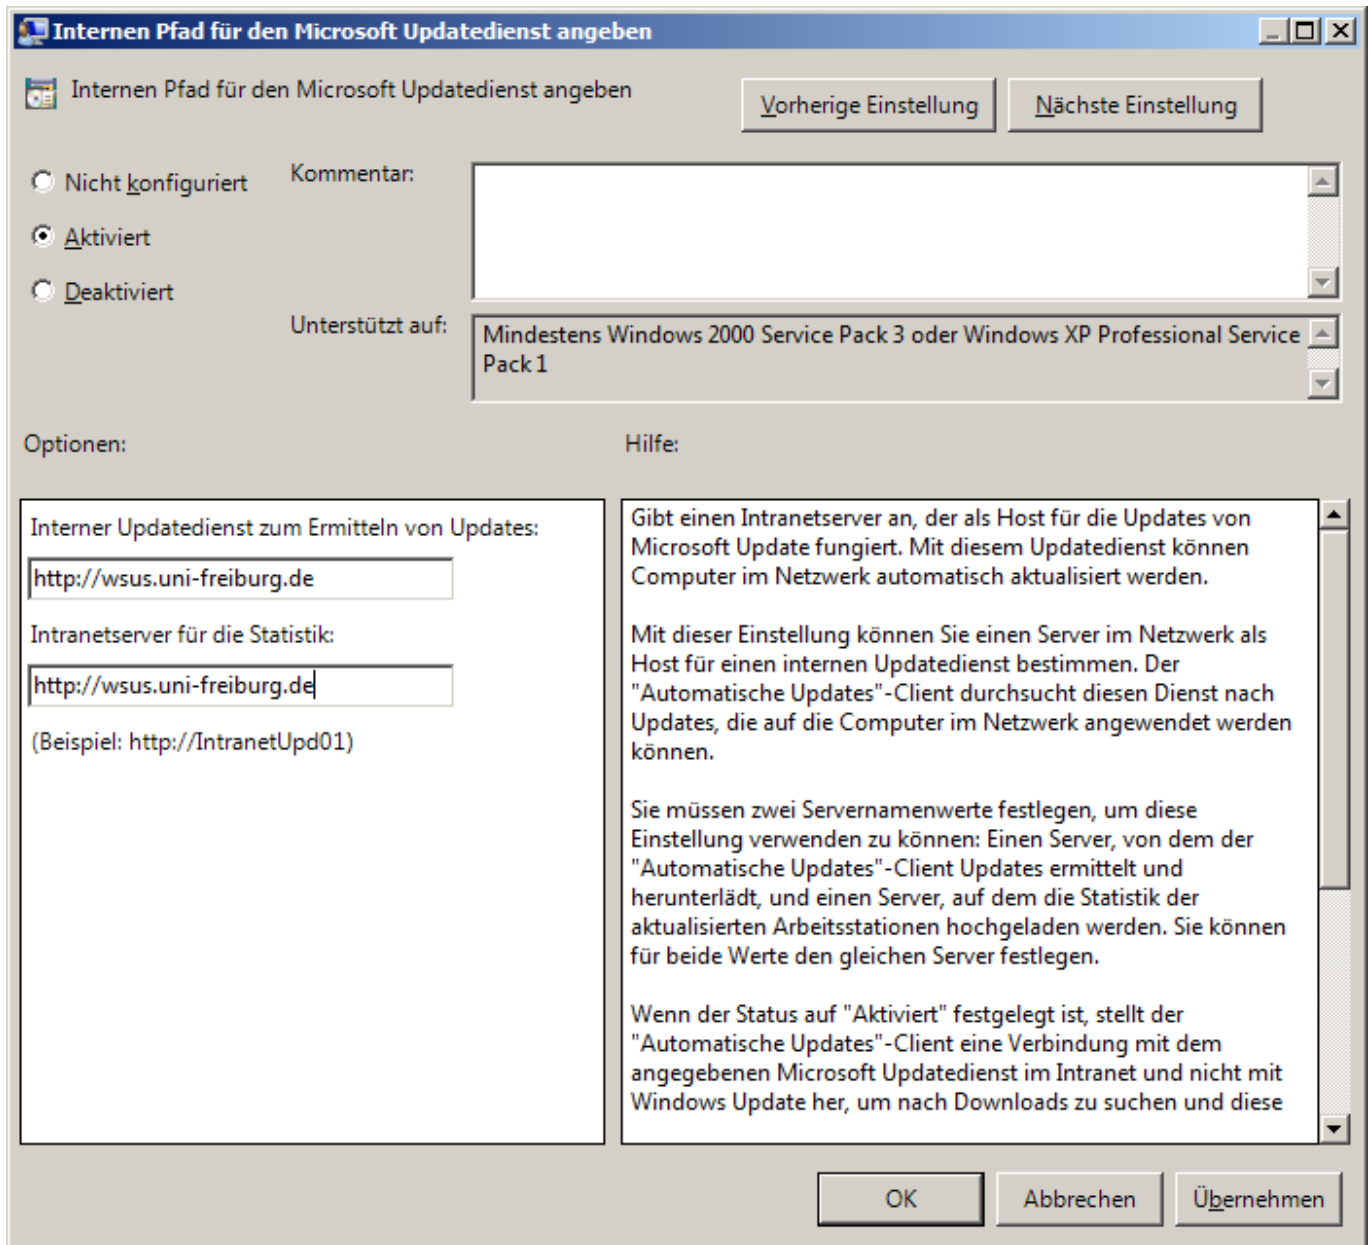 Internen Pfad für den Microsoft Updatedienst angeben
Internen Pfad für den Microsoft Updatedienst angeben
Vorherige Einstellung
Nächste Einstellung
Nicht konfiguriert
Aktiviert
Deaktiviert
Kommentar:
Unterstützt auf:
Mindestens Windows 2000 Service Pack 3 oder Windows XP Professional Service
Pack 1
Optionen:
Hilfe:
Interner Updatedienst zum Ermitteln von Updates:
http://wsus.uni-freiburg.de
Intranetserver für die Statistik:
http://wsus.uni-freiburg.de
(Beispiel: http://IntranetUpd01)
Gibt einen Intranetserver an, der als Host für die Updates von
Microsoft Update fungiert. Mit diesem Updatedienst können
Computer im Netzwerk automatisch aktualisiert werden.
Mit dieser Einstellung können Sie einen Server im Netzwerk als
Host für einen internen Updatedienst bestimmen. Der
"Automatische Updates"-Client durchsucht diesen Dienst nach
Updates, die auf die Computer im Netzwerk angewendet werden
können.
Sie müssen zwei Servernamenwerte festlegen, um diese
Einstellung verwenden zu können: Einen Server, von dem der
"Automatische Updates"-Client Updates ermittelt und
herunterlädt, und einen Server, auf dem die Statistik der
aktualisierten Arbeitsstationen hochgeladen werden. Sie können
für beide Werte den gleichen Server festlegen.
Wenn der Status auf "Aktiviert" festgelegt ist, stellt der
"Automatische Updates"-Client eine Verbindung mit dem
angegebenen Microsoft Updatedienst im Intranet und nicht mit
Windows Update her, um nach Downloads zu suchen und diese
OK
Abbrechen
Übernehmen